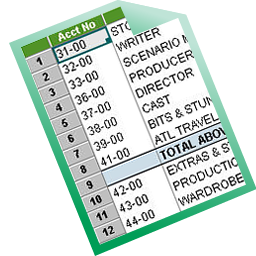 Acct No
1 31-00 STO
2 32-00 WRITER
3 33-00 SCENARIO M
4 36-00 PRODUCER
5 37-00 DIRECTOR
6 38-00 CAST
7 39-00 BITS & STUN
8 41-00 ATL TRAVEL
9 TOTAL ABOV
10 42-00 EXTRAS & S
11 43-00 PRODUCTIO
12 44-00 WARDROBE